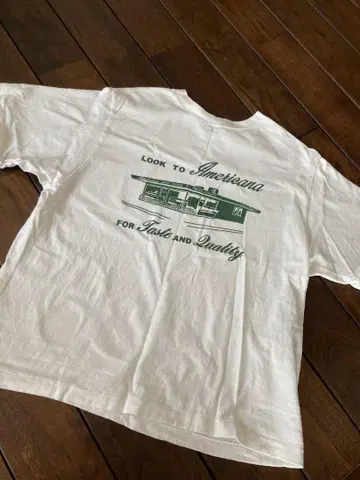 LOOK TO Americana
FOR Taste AND Quality